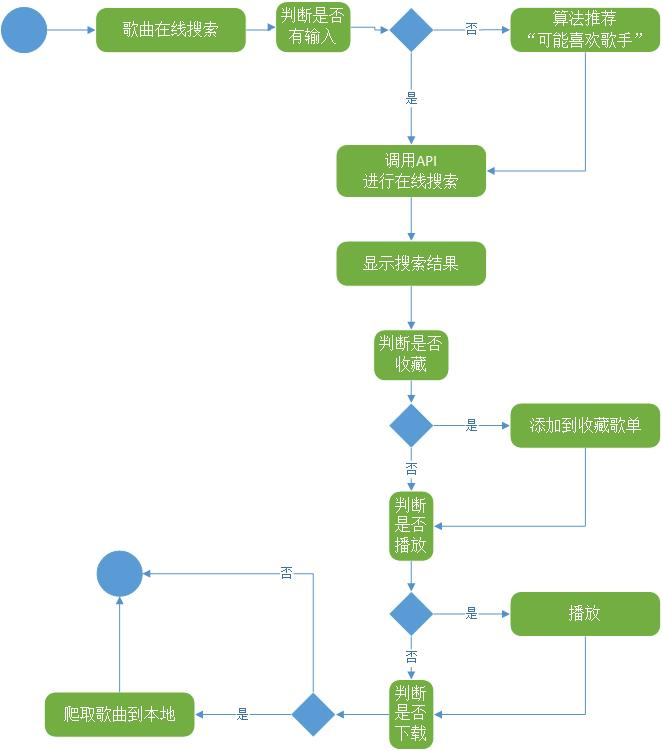 歌曲在线搜索
判断是否
有输入
否
算法推荐
“可能喜欢歌手”
是
调用API
进行在线搜索
显示搜索结果
判断是否
收藏
是
添加到收藏歌单
否
判断
是否
播放
否
是
播放
否
判断
是否
下载
爬取歌曲到本地
是